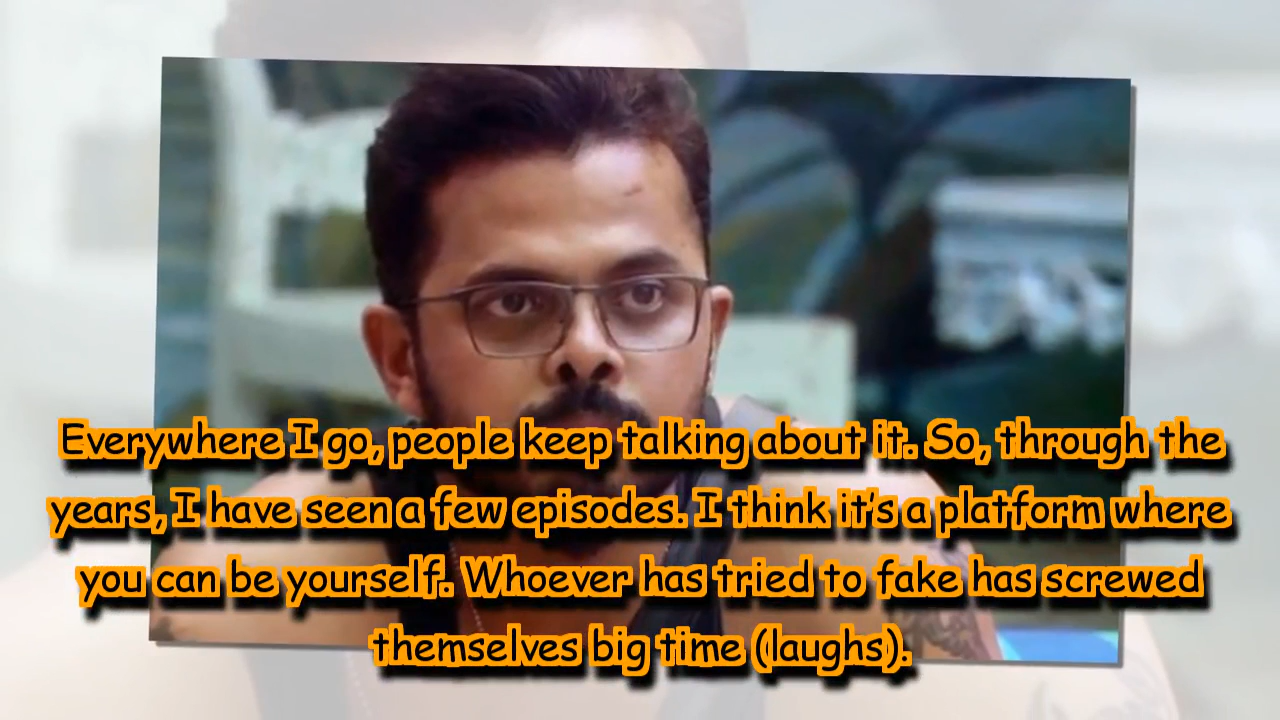 Everywhere I go, people keep talking about it. So, through the
years, I have seen a few episodes. I think it's a platform where
you can be yourself. Whoever has tried to fake has screwed
themselves big time (laughs).